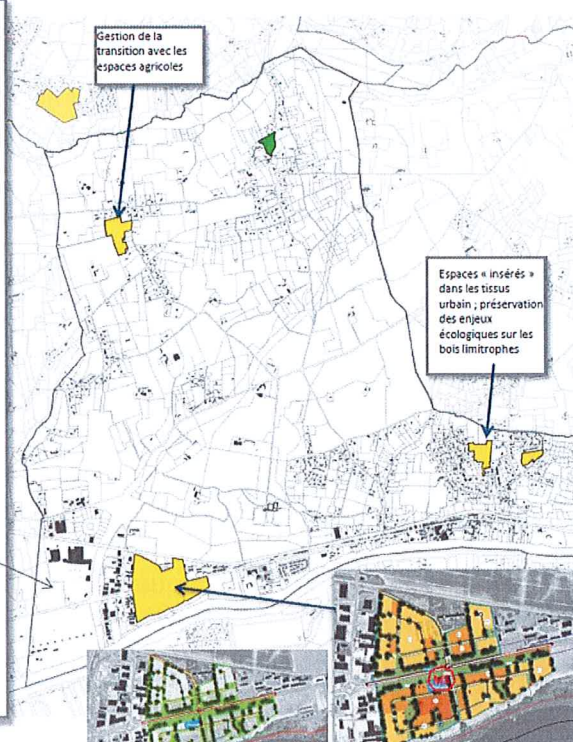 Gestion de la
transition avec les
espaces agricoles
Espaces « insérés »
dans les tissus
urbain ; préservation
des enjeux
écologiques sur les
bois limitrophes